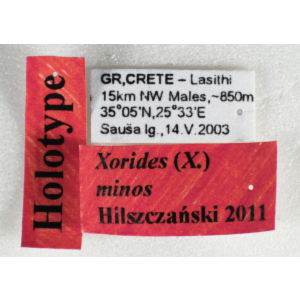 Holotype
GR,CRETE – Lasithi
15km NW Males,~850m
35°05'N,25°33'E
Sauša lg.,14.V.2003
Xorides (X.)
minos
Hilszczański 2011